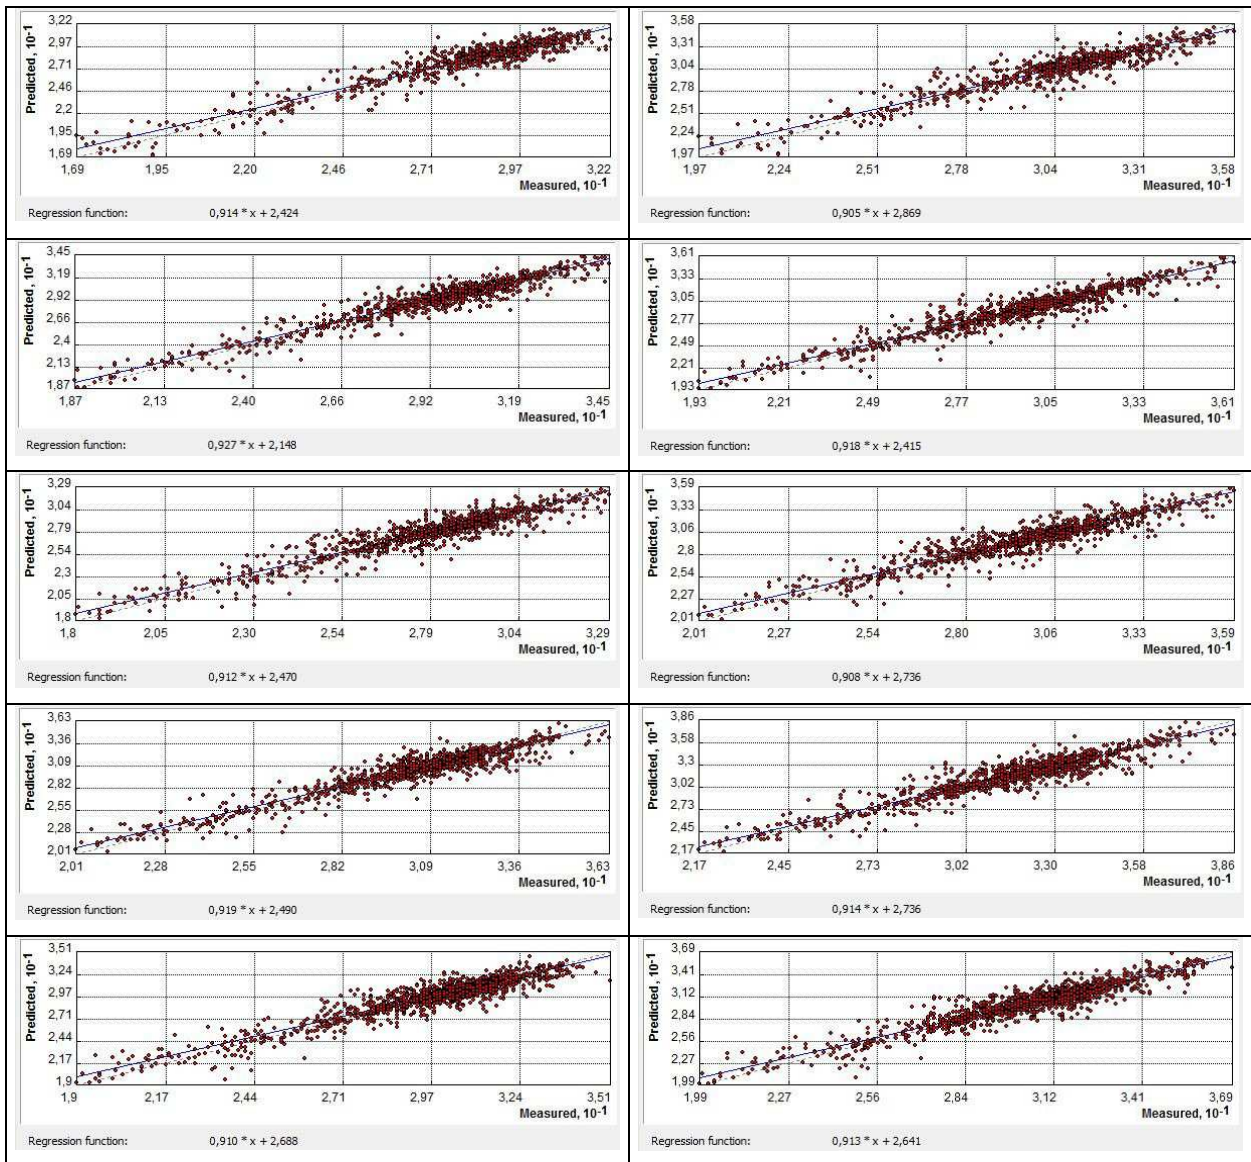 Predicted, 10-1
3,22
2,97
2,71
2,46
2,2
1,95
1,69
1,69 1,95 2,20 2,46 2,71 2,97 3,22
Measured, 10-1
Regression function: 0,914 * x + 2,424
Predicted, 10-1
3,58
3,31
3,04
2,78
2,51
2,24
1,97
1,97 2,24 2,51 2,78 3,04 3,31 3,58
Measured, 10-1
Regression function: 0,905 * x + 2,869
Predicted, 10-1
3,45
3,19
2,92
2,66
2,4
2,13
1,87
1,87 2,13 2,40 2,66 2,92 3,19 3,45
Measured, 10-1
Regression function: 0,927 * x + 2,148
Predicted, 10-1
3,61
3,33
3,05
2,77
2,49
2,21
1,93
1,93 2,21 2,49 2,77 3,05 3,33 3,61
Measured, 10-1
Regression function: 0,918 * x + 2,415
Predicted, 10-1
3,29
3,04
2,79
2,54
2,3
2,05
1,8
1,8 2,05 2,30 2,54 2,79 3,04 3,29
Measured, 10-1
Regression function: 0,912 * x + 2,470
Predicted, 10-1
3,59
3,33
3,06
2,8
2,54
2,27
2,01
2,01 2,27 2,54 2,80 3,06 3,33 3,59
Measured, 10-1
Regression function: 0,908 * x + 2,736
Predicted, 10-1
3,63
3,36
3,09
2,82
2,55
2,28
2,01
2,01 2,28 2,55 2,82 3,09 3,36 3,63
Measured, 10-1
Regression function: 0,919 * x + 2,490
Predicted, 10-1
3,86
3,58
3,3
3,02
2,73
2,45
2,17
2,17 2,45 2,73 3,02 3,30 3,58 3,86
Measured, 10-1
Regression function: 0,914 * x + 2,736
Predicted, 10-1
3,51
3,24
2,97
2,71
2,44
2,17
1,9
1,9 2,17 2,44 2,71 2,97 3,24 3,51
Measured, 10-1
Regression function: 0,910 * x + 2,688
Predicted, 10-1
3,69
3,41
3,12
2,84
2,56
2,27
1,99
1,99 2,27 2,56 2,84 3,12 3,41 3,69
Measured, 10-1
Regression function: 0,913 * x + 2,641